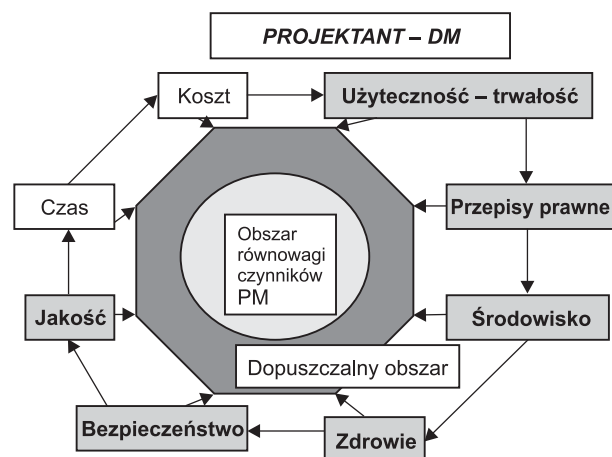 PROJEKTANT – DM
Koszt
Użyteczność – trwałość
Czas
Przepisy prawne
Obszar
równowagi
czynników
PM
Jakość
Środowisko
Dopuszczalny obszar
Bezpieczeństwo
Zdrowie